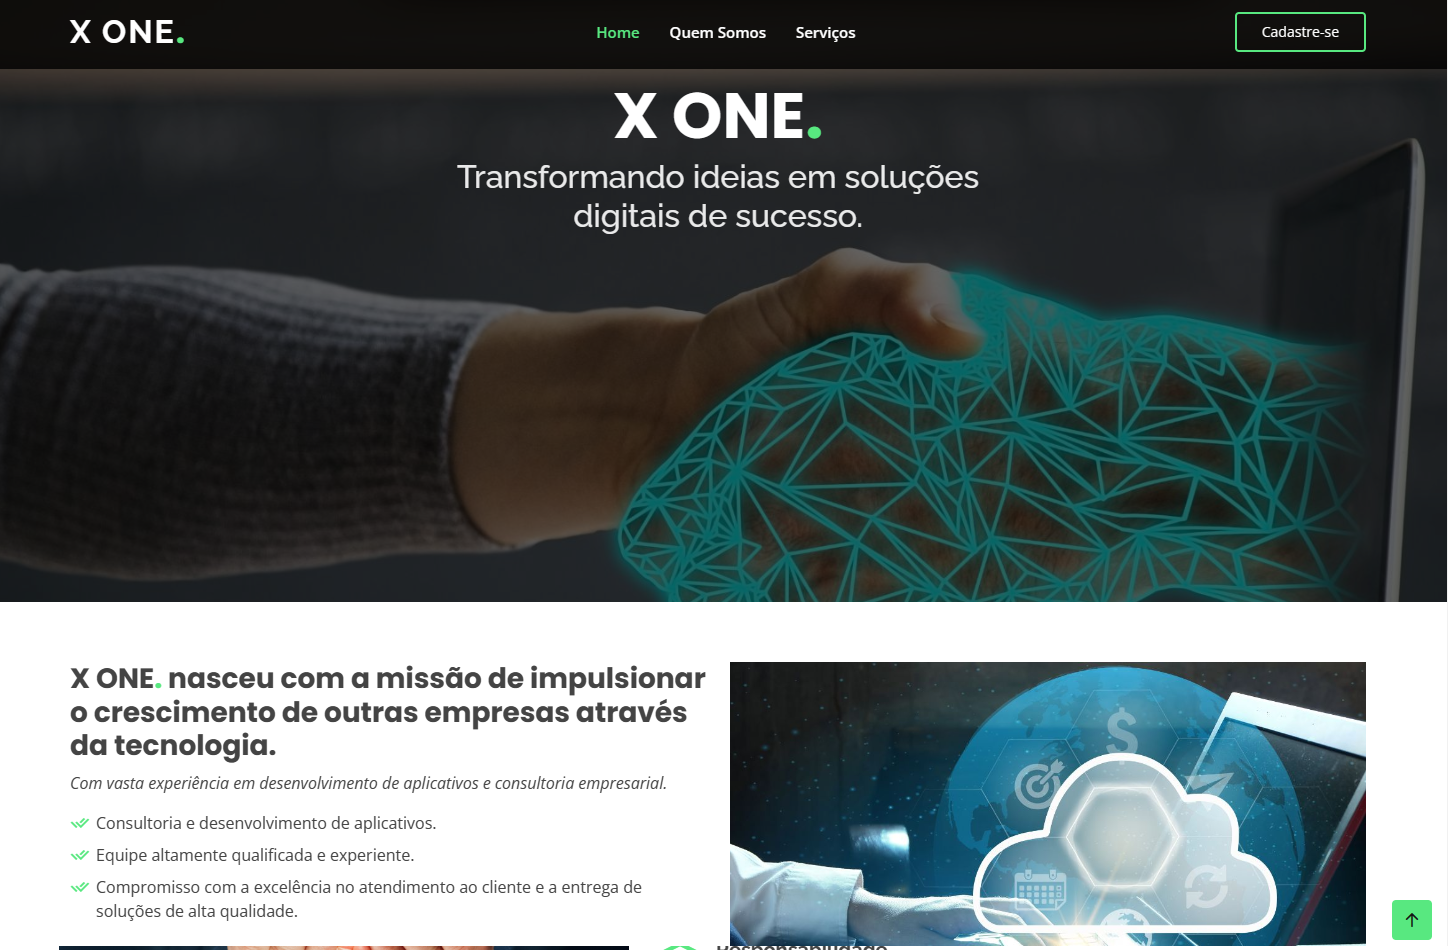 X ONE.
Home Quem Somos Serviços
Cadastre-se
X ONE.
Transformando ideias em soluções
digitais de sucesso.
X ONE. nasceu com a missão de impulsionar
o crescimento de outras empresas através
da tecnologia.
Com vasta experiência em desenvolvimento de aplicativos e consultoria empresarial.
Consultoria e desenvolvimento de aplicativos.
Equipe altamente qualificada e experiente.
Compromisso com a excelência no atendimento ao cliente e a entrega de
soluções de alta qualidade.
$
Responsabilidade